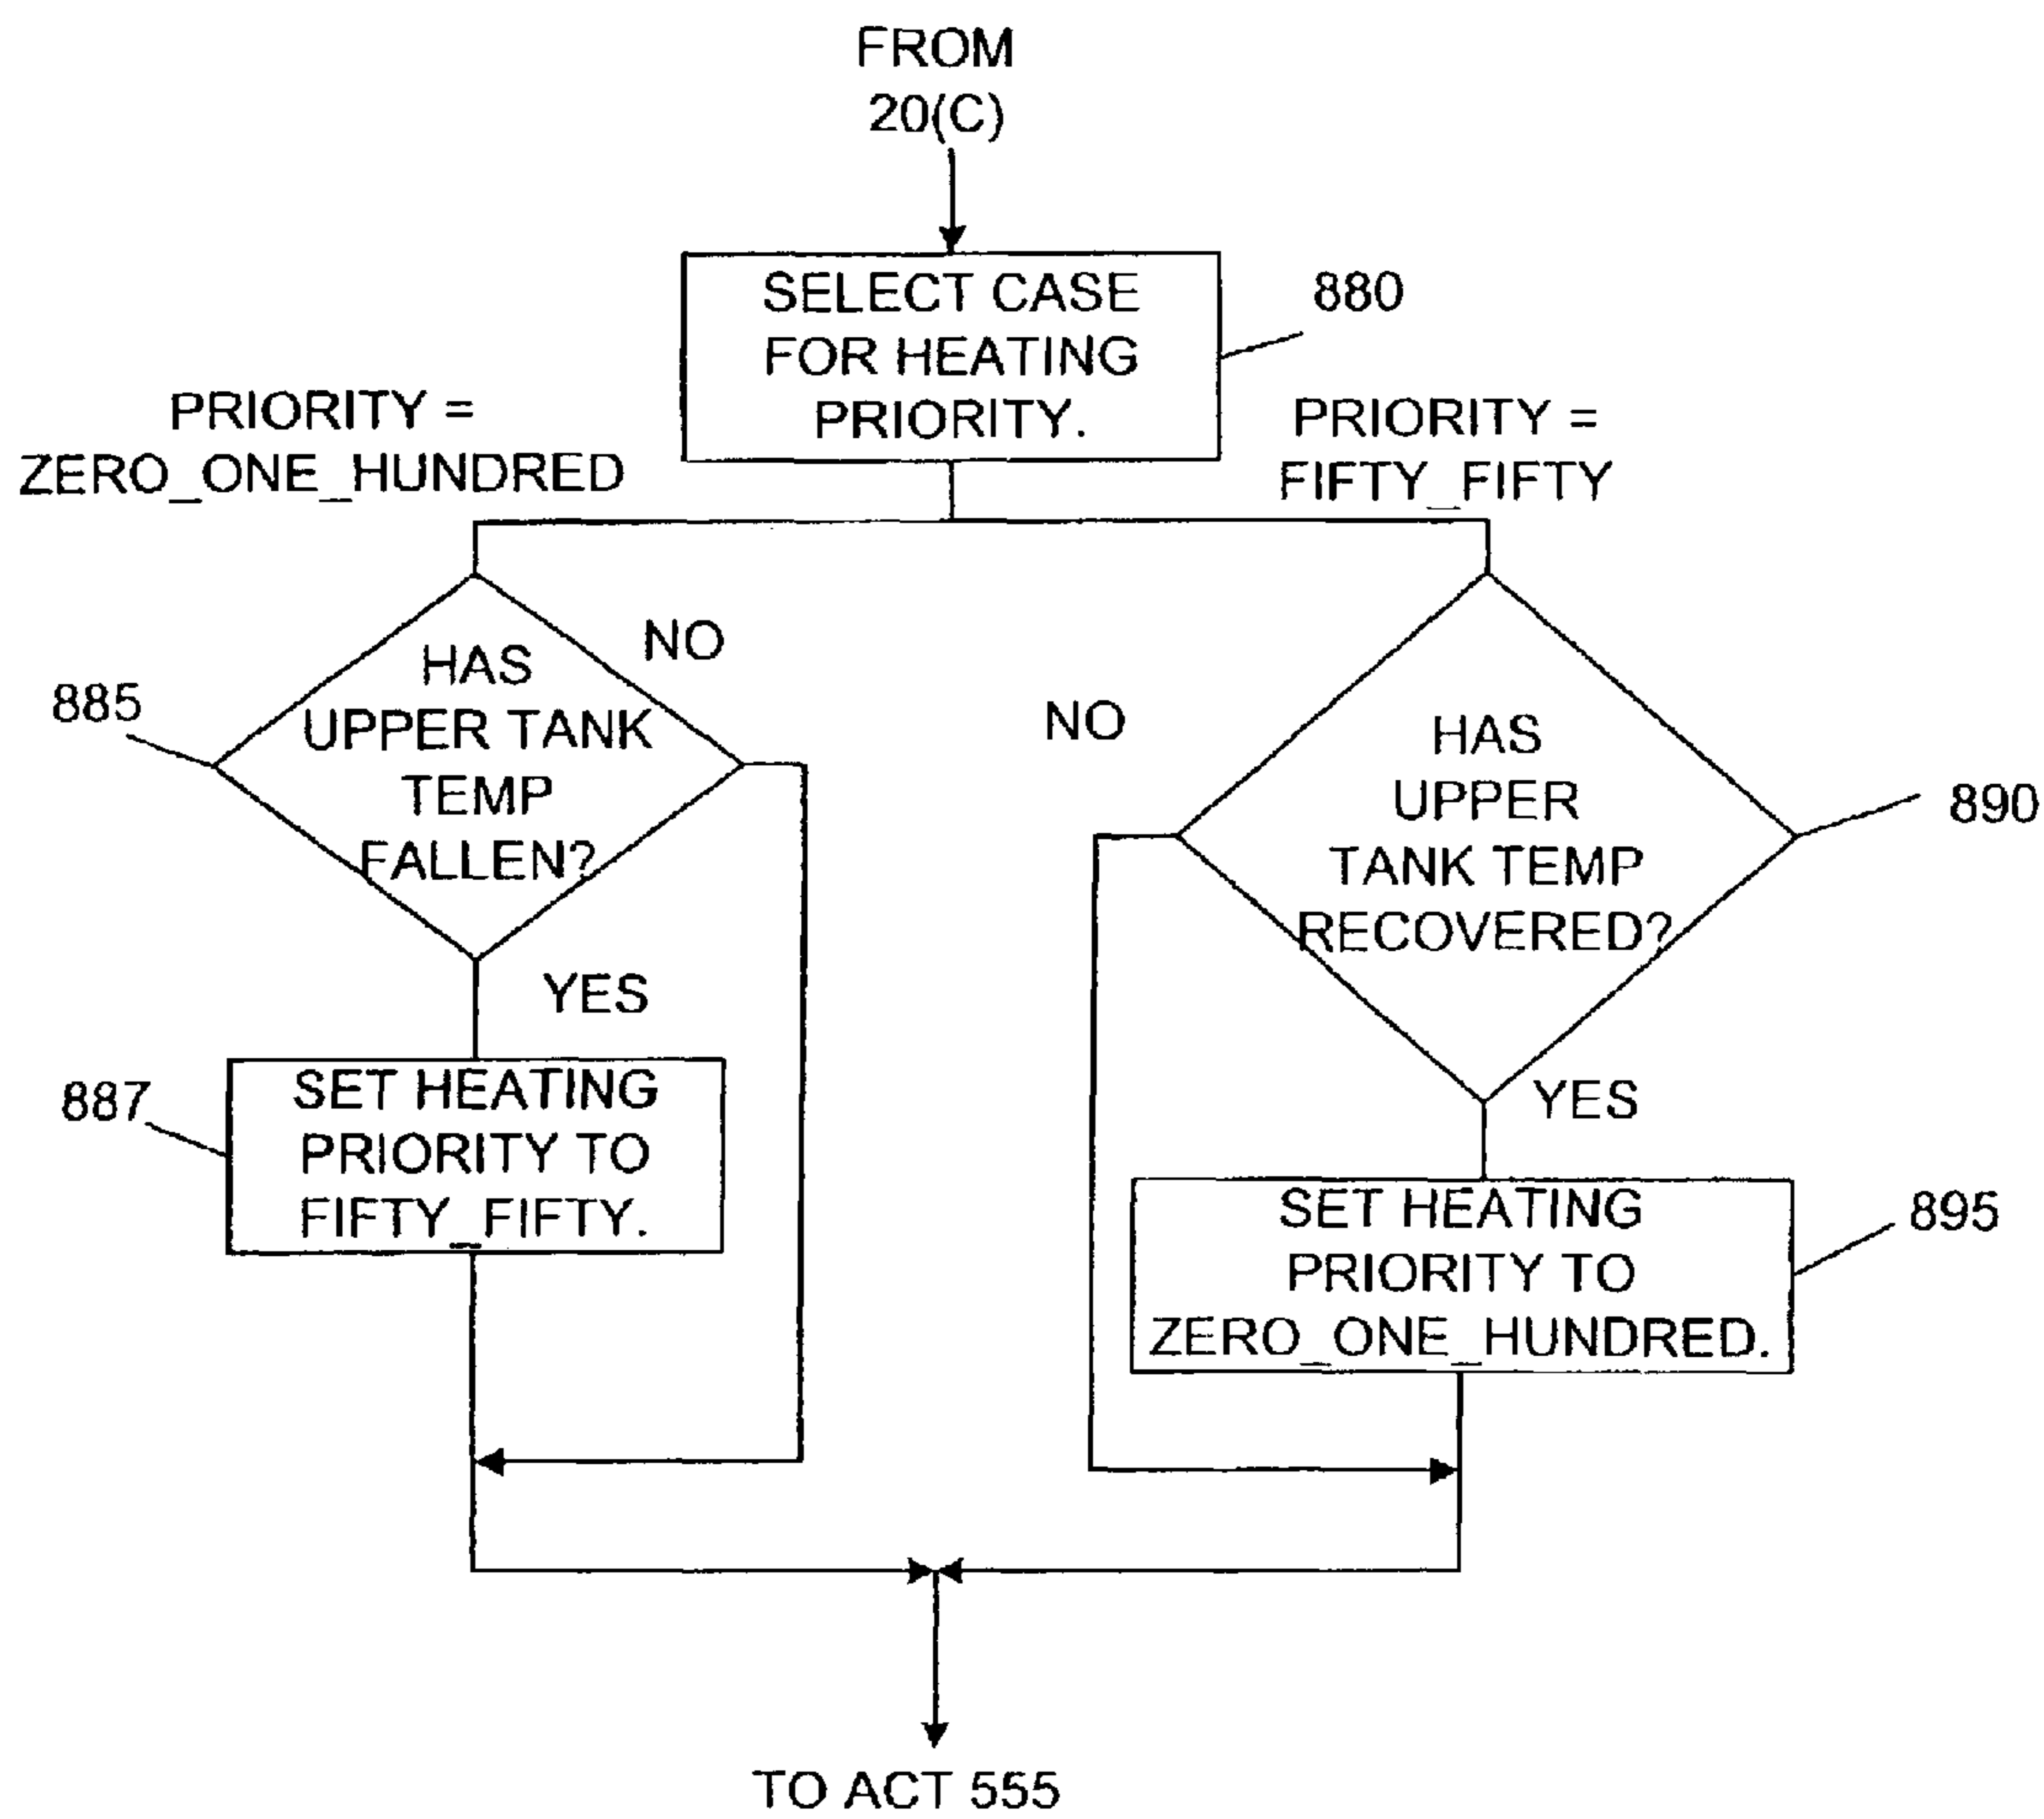 FROM
20(C)
SELECT CASE
FOR HEATING
PRIORITY.
880
PRIORITY =
ZERO_ONE_HUNDRED
PRIORITY =
FIFTY_FIFTY
HAS
UPPER TANK
TEMP
FALLEN?
NO
885
YES
SET HEATING
PRIORITY TO
FIFTY_FIFTY.
887
NO
HAS
UPPER
TANK TEMP
RECOVERED?
890
YES
SET HEATING
PRIORITY TO
ZERO_ONE_HUNDRED.
895
TO ACT 555